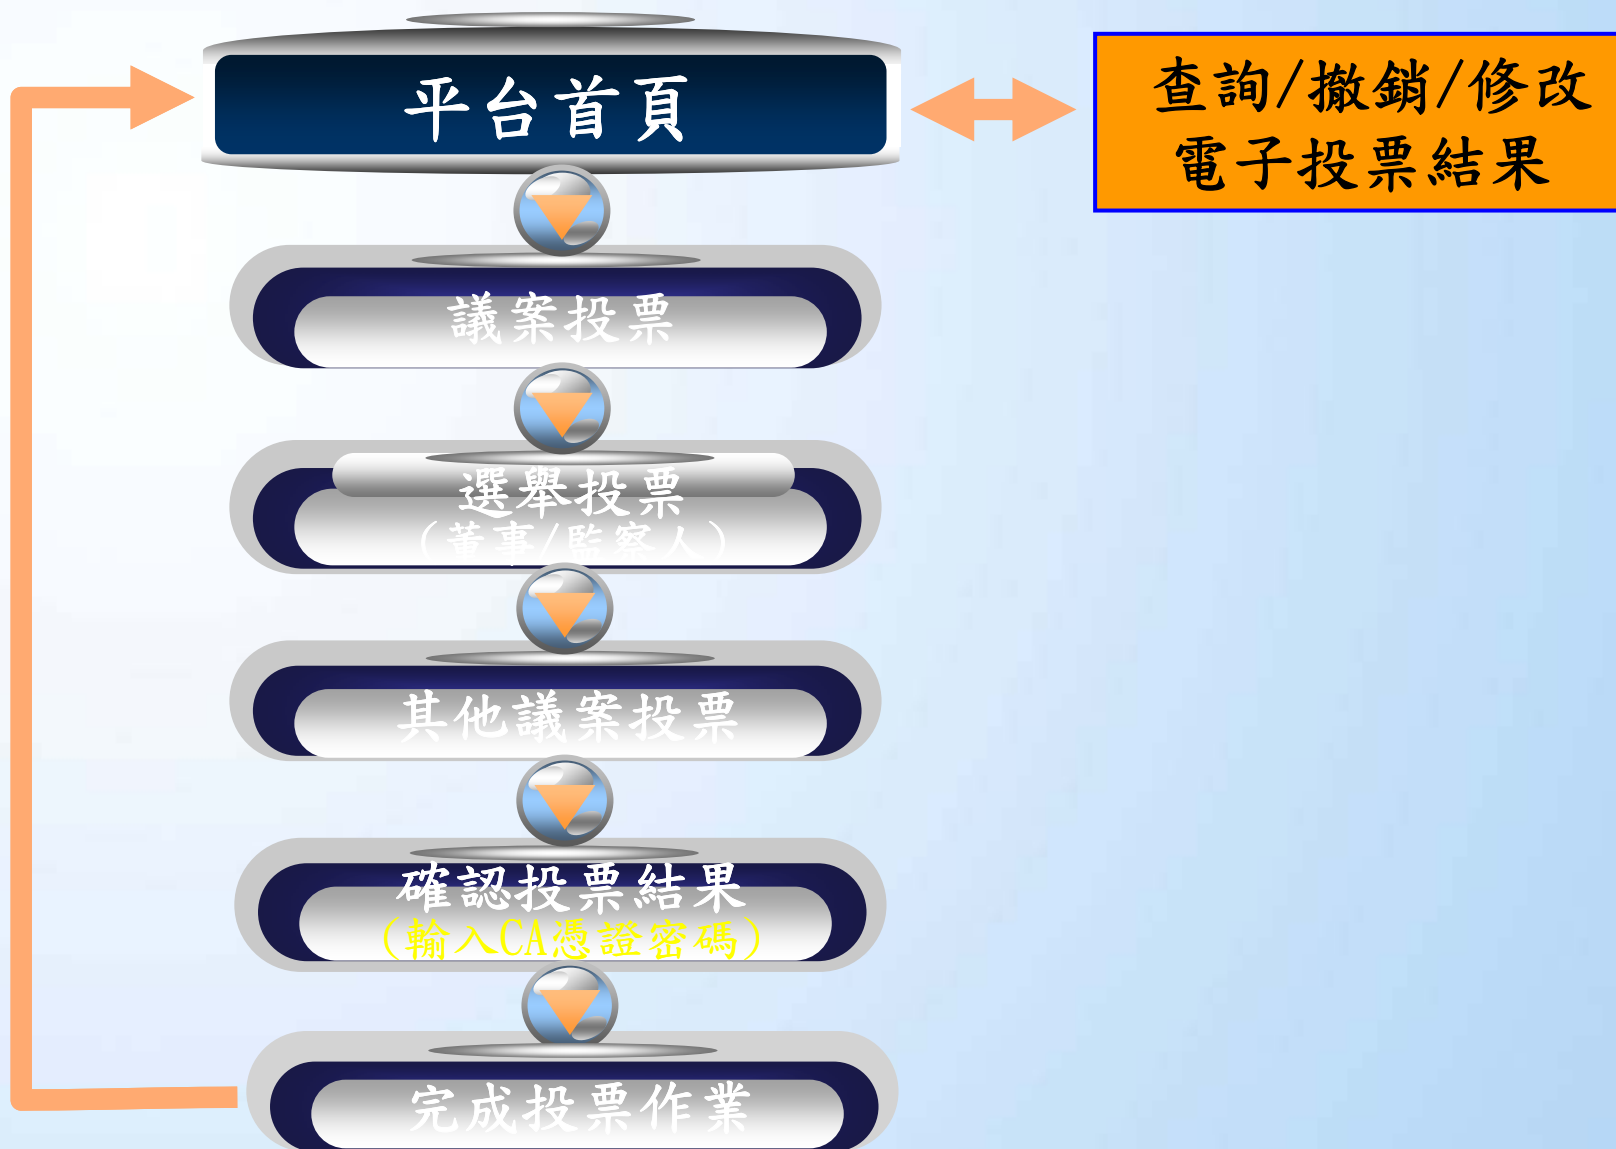 平台首頁
查詢/撤銷/修改
電子投票結果
議案投票
選舉投票
(董事/監察人)
其他議案投票
確認投票結果
(輸入CA憑證密碼)
完成投票作業